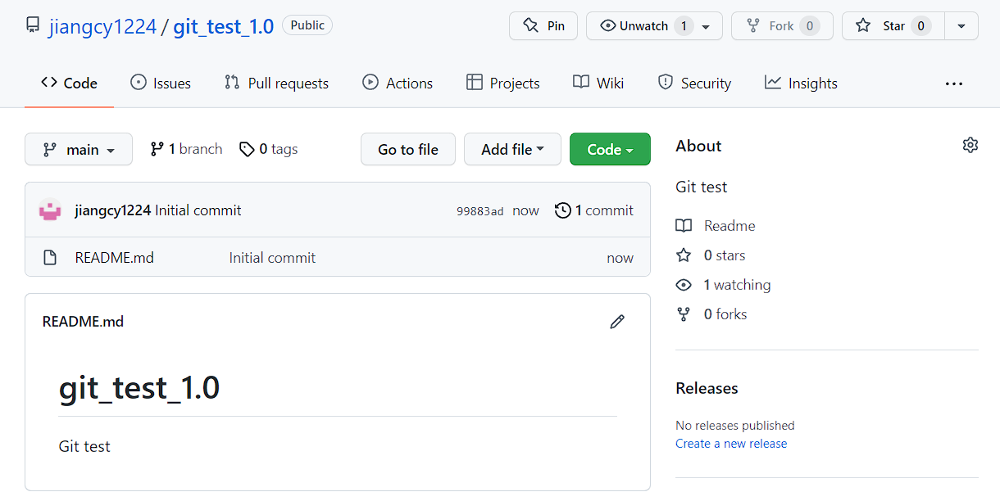 jiangcy1224 / git_test_1.0 Public Pin Unwatch 1 Fork 0 Star 0
Code Issues Pull requests Actions Projects Wiki Security Insights
main 1 branch 0 tags Go to file Add file Code
jiangcy1224 Initial commit 99883ad now 1 commit
README.md Initial commit now
README.md
git_test_1.0
Git test
About
Git test
Readme
0 stars
1 watching
0 forks
Releases
No releases published
Create a new release